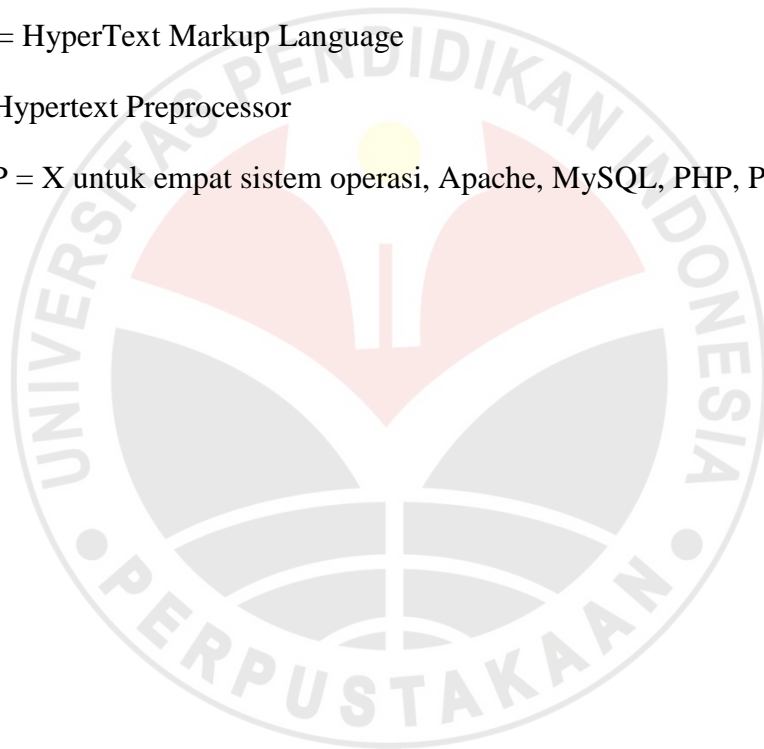 = HyperText Markup Language
Hypertext Preprocessor
P = X untuk empat sistem operasi, Apache, MySQL, PHP, P
UNIVERSITAS PENDIDIKAN INDONESIA
PERPUSTAKAAN